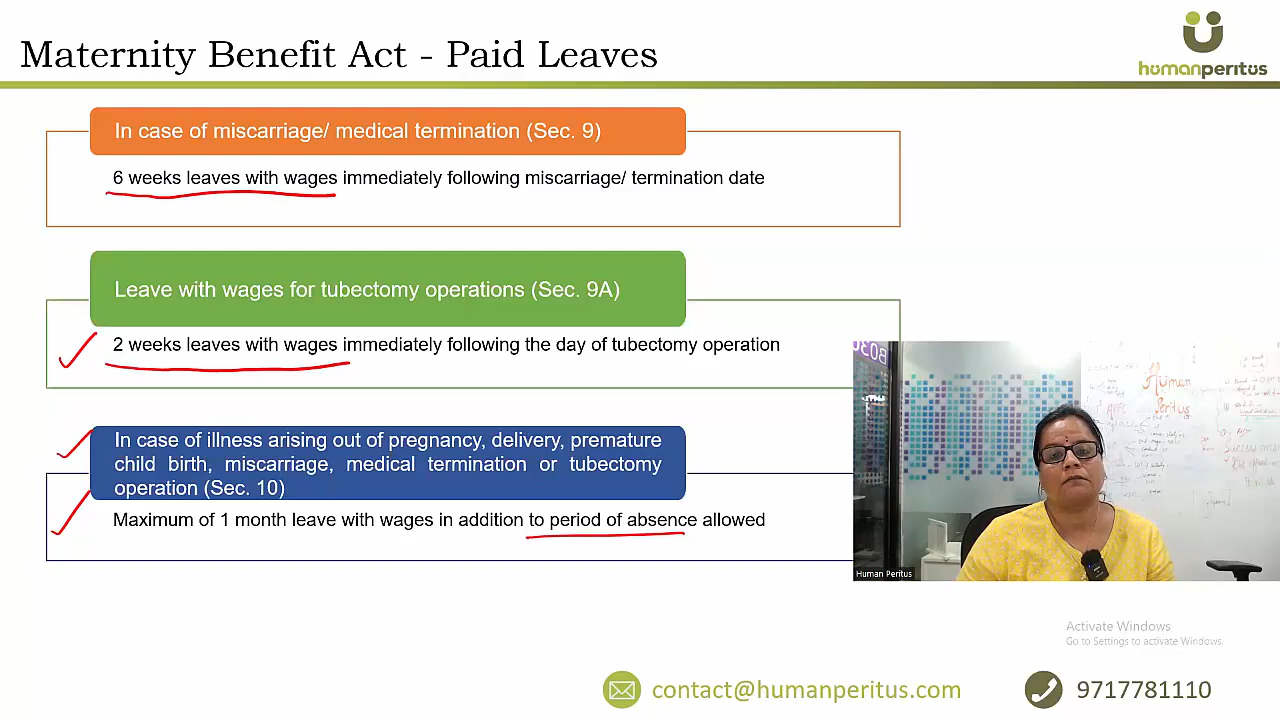 Maternity Benefit Act - Paid Leaves
humanperitus
In case of miscarriage/ medical termination (Sec. 9)
6 weeks leaves with wages immediately following miscarriage/ termination date
Leave with wages for tubectomy operations (Sec. 9A)
2 weeks leaves with wages immediately following the day of tubectomy operation
In case of illness arising out of pregnancy, delivery, premature
child birth, miscarriage, medical termination or tubectomy
operation (Sec. 10)
Maximum of 1 month leave with wages in addition to period of absence allowed
Human
Peritus
Human Peritus
Activate Windows
Go to Settings to activate Windows.
contact@humanperitus.com
9717781110